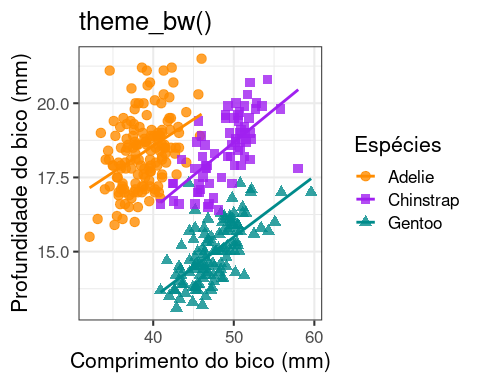 theme_bw()
Profundidade do bico (mm)
20.0
17.5
15.0
40
50
60
Comprimento do bico (mm)
Espécies
Adelie
Chinstrap
Gentoo